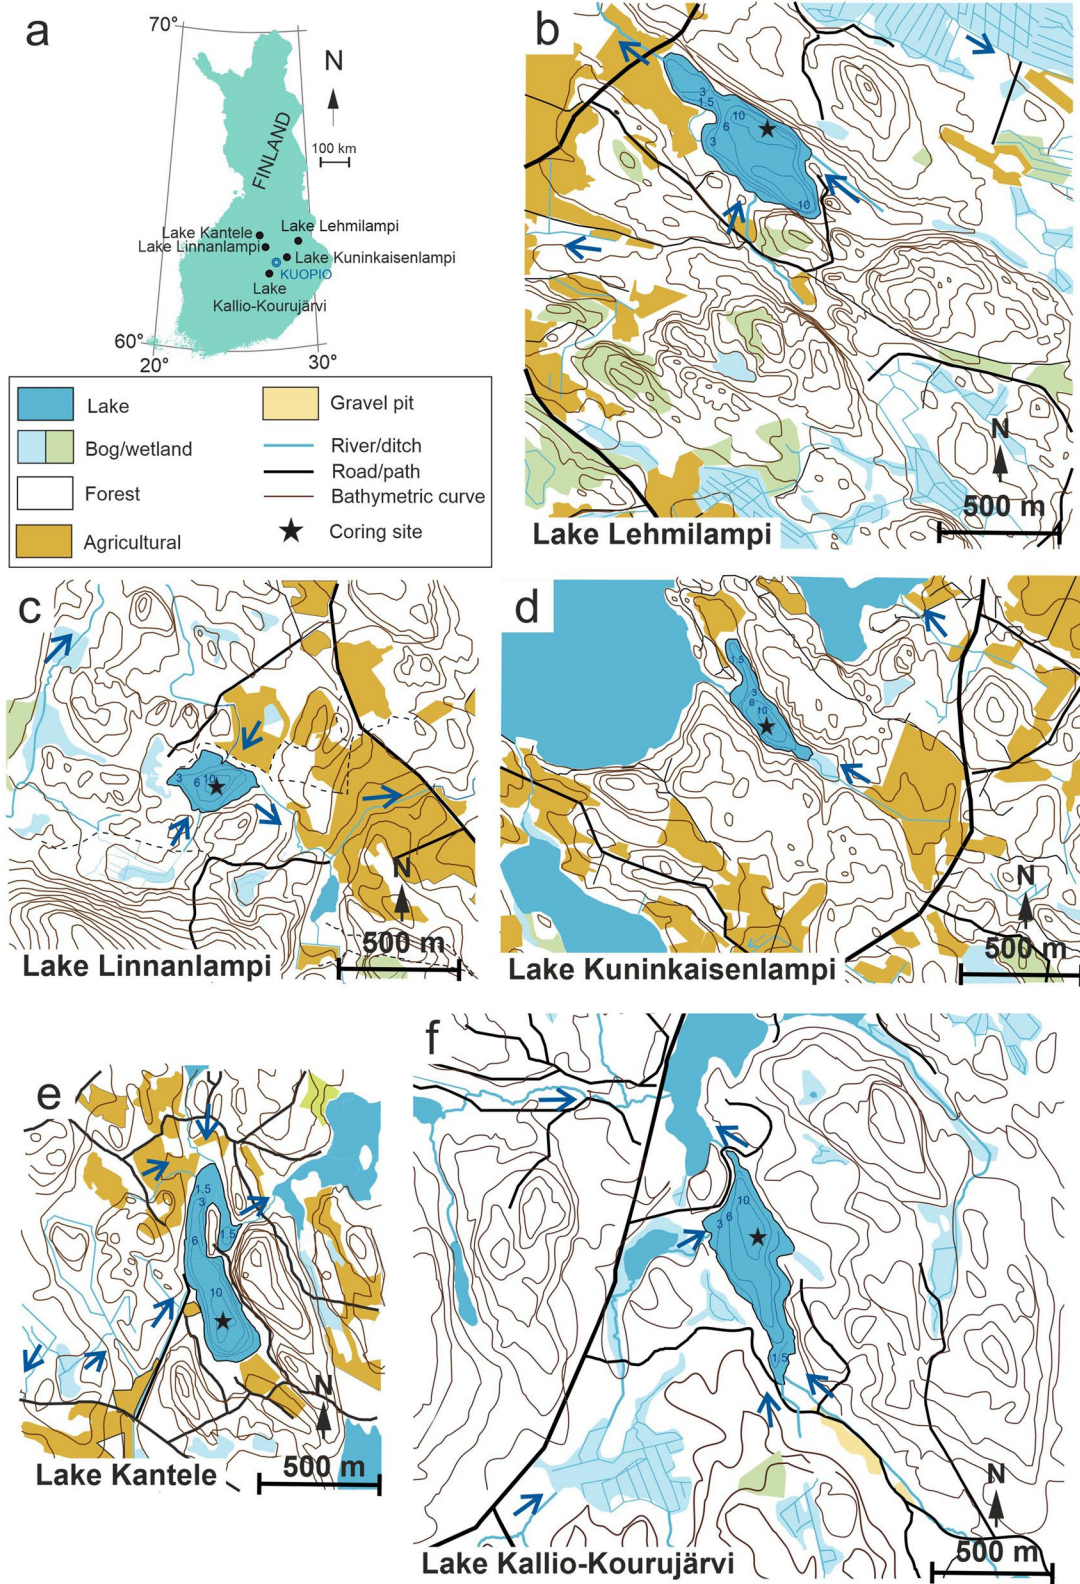 a
70°
N
FINLAND
100 km
Lake Kantele
Lake Lehmilampi
Lake Linnanlampi
Lake Kuninkaisenlampi
KUOPIO
Lake
Kallio-Kourujärvi
60°
20°
30°
Lake
Gravel pit
Bog/wetland
River/ditch
Road/path
Forest
Bathymetric curve
Agricultural
Coring site
b
3
1.5
10
6
3
10
N
500 m
Lake Lehmilampi
c
3
6
10
N
500 m
Lake Linnanlampi
d
1.5
3
6
10
N
500 m
Lake Kuninkaisenlampi
e
1.5
3
6
1.5
10
N
500 m
Lake Kantele
f
10
6
3
1.5
N
500 m
Lake Kallio-Kourujärvi